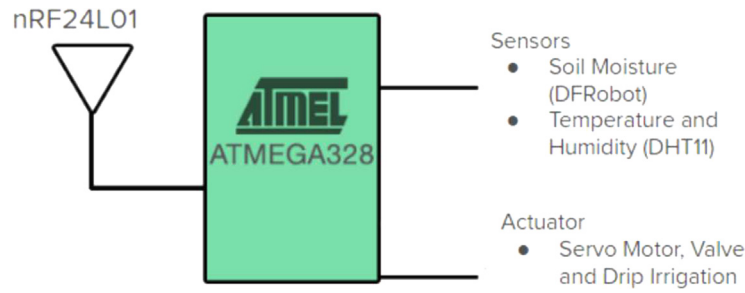 nRF24L01
ATMEL
ATMEGA328
Sensors
● Soil Moisture
(DFRobot)
● Temperature and
Humidity (DHT11)
Actuator
● Servo Motor, Valve
and Drip Irrigation